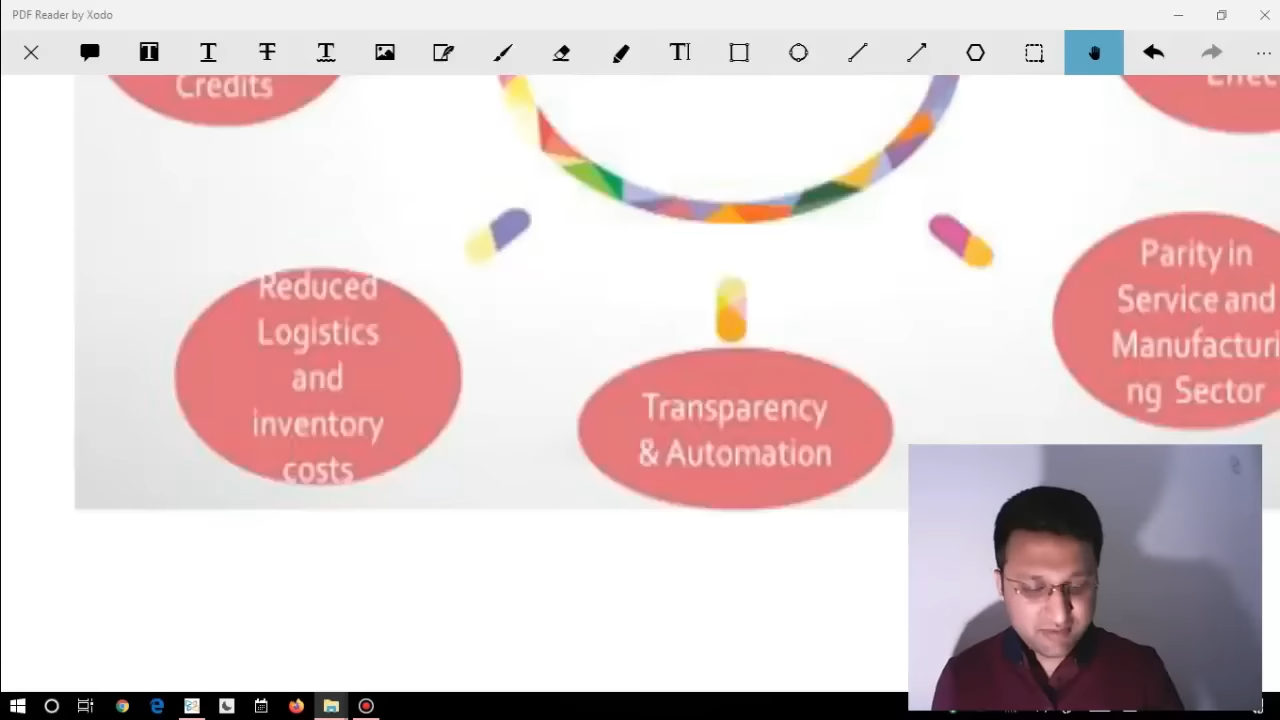 PDF Reader by Xodo
Credits
Reduced
Logistics
and
inventory
costs
Transparency
& Automation
Parity in
Service and
Manufacturi
ng Sector